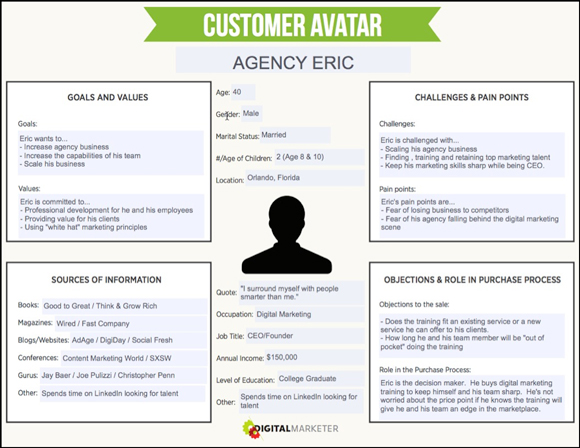 CUSTOMER AVATAR
AGENCY ERIC
GOALS AND VALUES
Goals:
Eric wants to...
- Increase agency business
- Increase the capabilities of his team
- Scale his business
Values:
Eric is committed to...
- Professional development for he and his employees
- Providing value for his clients
- Using "white hat" marketing principles
Age: 40
Gender: Male
Marital Status: Married
#/Age of Children: 2 (Age 8 & 10)
Location: Orlando, Florida
CHALLENGES & PAIN POINTS
Challenges:
Eric is challenged with...
- Scaling his agency business
- Finding , training and retaining top marketing talent
- Keep his marketing skills sharp while being CEO.
Pain points:
Eric's pain points are...
- Fear of losing business to competitors
- Fear of his agency falling behind the digital marketing
scene
SOURCES OF INFORMATION
Books: Good to Great / Think & Grow Rich
Magazines: Wired / Fast Company
Blogs/Websites: AdAge / DigiDay / Social Fresh
Conferences: Content Marketing World / SXSW
Gurus: Jay Baer / Joe Pulizzi / Christopher Penn
Other: Spends time on LinkedIn looking for talent
Quote: "I surround myself with people
smarter than me."
Occupation: Digital Marketing
Job Title: CEO/Founder
Annual Income: $150,000
Level of Education: College Graduate
Other: Spends time on LinkedIn looking for
talent
OBJECTIONS & ROLE IN PURCHASE PROCESS
Objections to the sale:
- Does the training fit an existing service or a new
service he can offer to his clients.
- How long he and his team member will be "out of
pocket" doing the training
Role in the Purchase Process:
Eric is the decision maker. He buys digital marketing
training to keep himself and his team sharp. He's not
worried about the price point if he knows the training will
give he and his team an edge in the marketplace.
DIGITALMARKETER